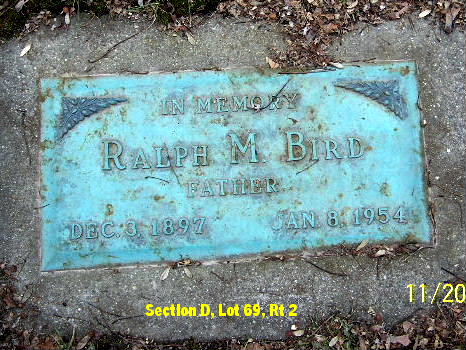 IN MEMORY
RALPH M. BIRD
FATHER
DEC. 3, 1897 JAN. 8, 1954
11/20
Section D, Lot 69, Rt 2